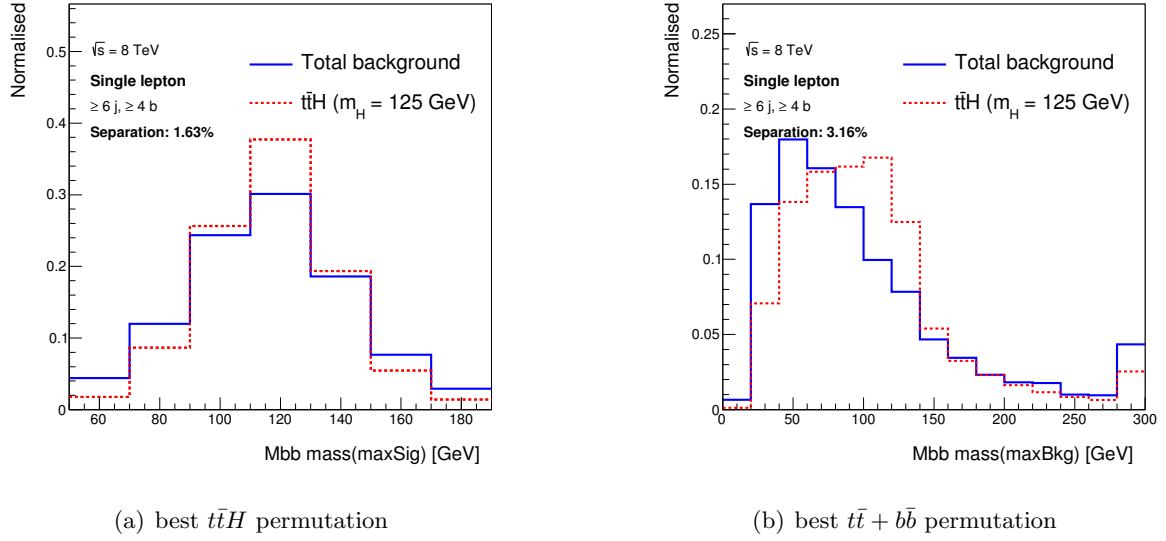 Normalised
0.5
0.4
0.3
0.2
0.1
0
√s = 8 TeV
Single lepton
≥ 6 j, ≥ 4 b
Separation: 1.63%
Total background
tt̄H (m_H = 125 GeV)
60 80 100 120 140 160 180
Mbb mass(maxSig) [GeV]
(a) best tt̄H permutation
Normalised
0.25
0.2
0.15
0.1
0.05
0
√s = 8 TeV
Single lepton
≥ 6 j, ≥ 4 b
Separation: 3.16%
Total background
tt̄H (m_H = 125 GeV)
0 50 100 150 200 250 300
Mbb mass(maxBkg) [GeV]
(b) best tt̄ + bb̄ permutation